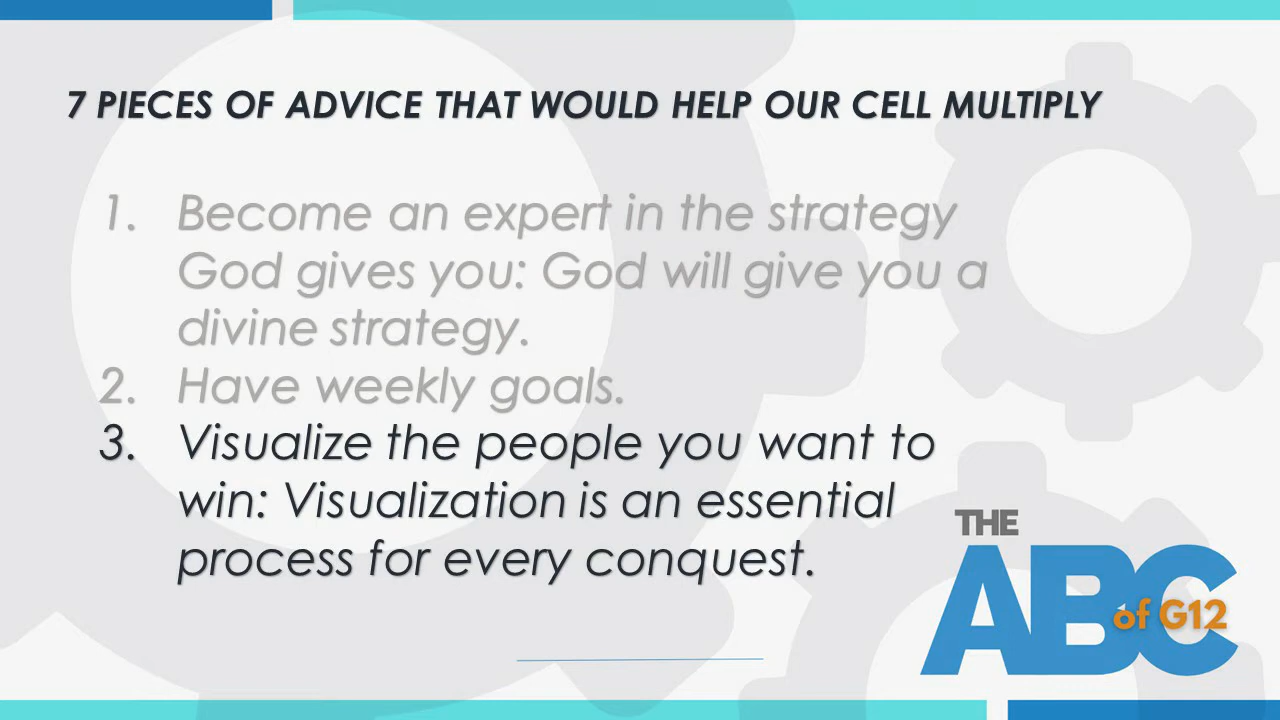 7 PIECES OF ADVICE THAT WOULD HELP OUR CELL MULTIPLY
1. Become an expert in the strategy
God gives you: God will give you a
divine strategy.
2. Have weekly goals.
3. Visualize the people you want to
win: Visualization is an essential
process for every conquest.
THE
ABC
of G12